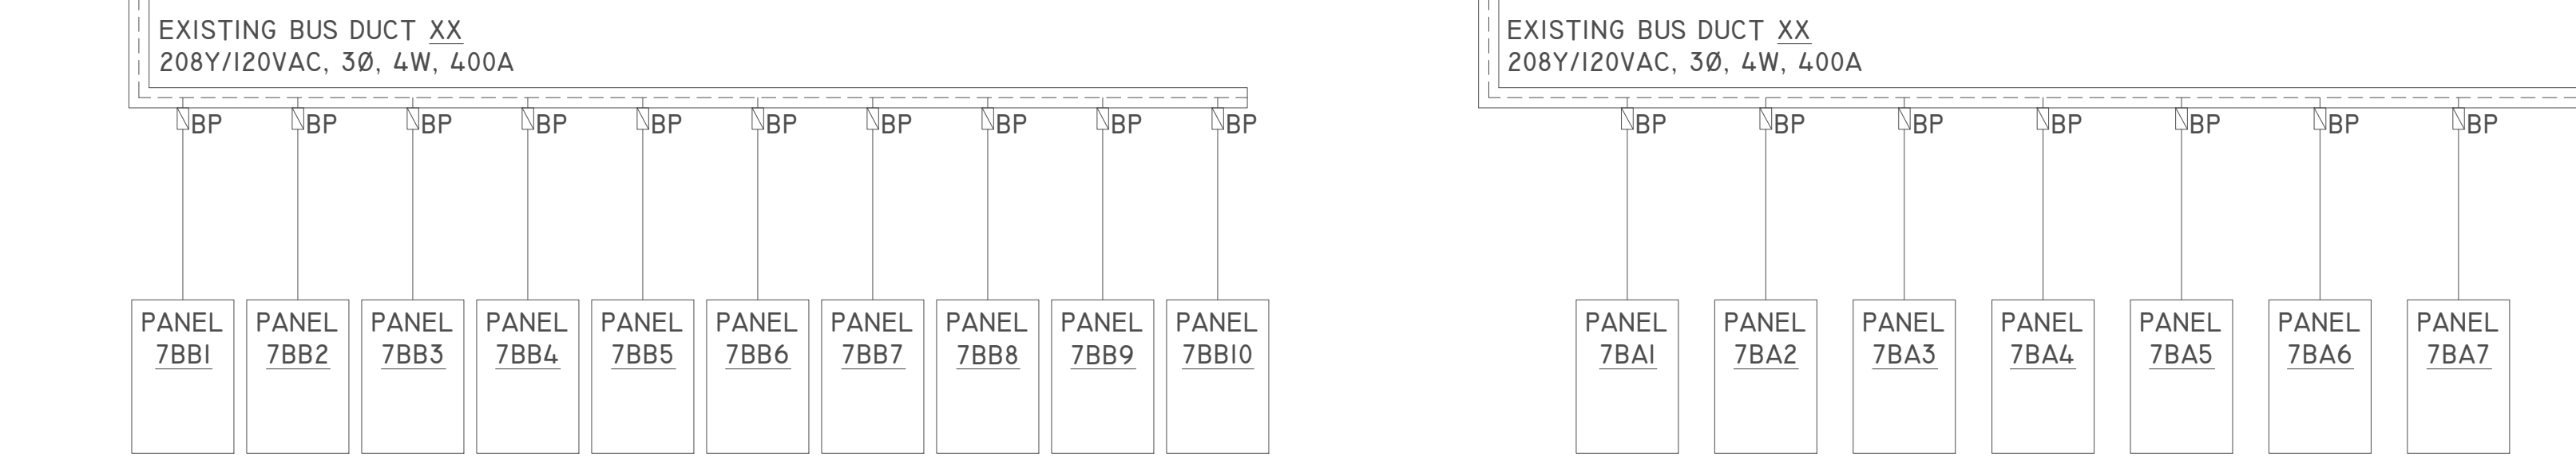 EXISTING BUS DUCT XX
208Y/120VAC, 3Ø, 4W, 400A
BP BP BP BP BP BP BP BP BP BP
PANEL PANEL PANEL PANEL PANEL PANEL PANEL PANEL PANEL PANEL
7BB1 7BB2 7BB3 7BB4 7BB5 7BB6 7BB7 7BB8 7BB9 7BB10
EXISTING BUS DUCT XX
208Y/120VAC, 3Ø, 4W, 400A
BP BP BP BP BP BP BP
PANEL PANEL PANEL PANEL PANEL PANEL PANEL
7BA1 7BA2 7BA3 7BA4 7BA5 7BA6 7BA7